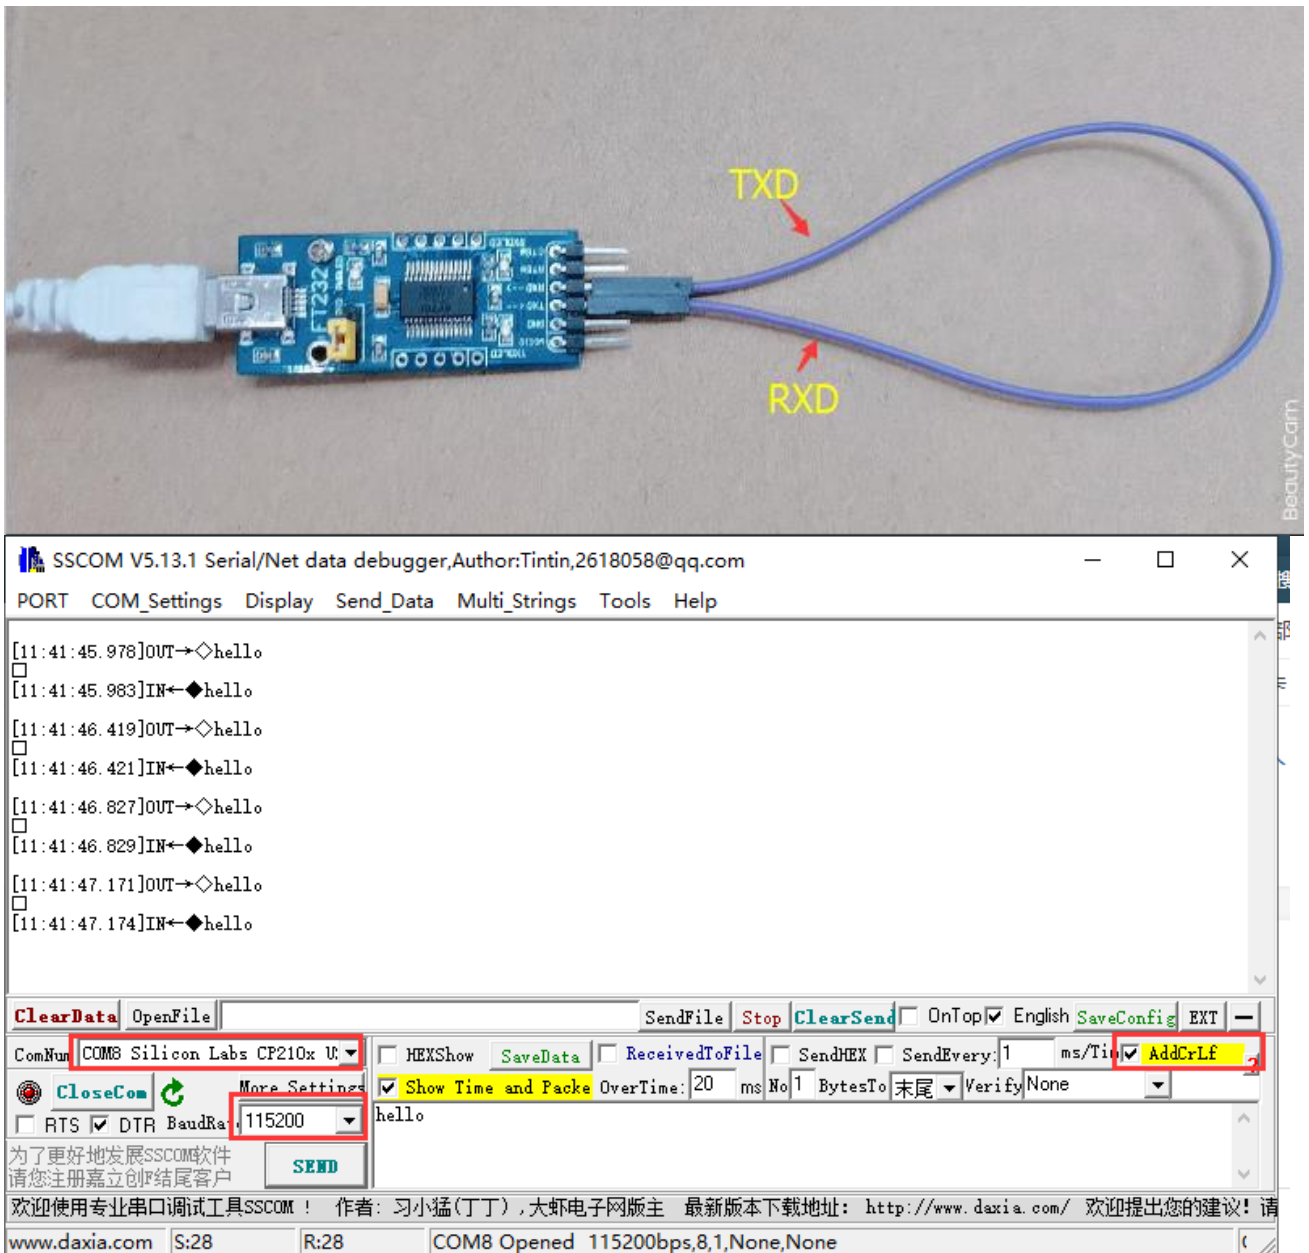 TXD
FT232
RXD
BeautyCam
SSCOM V5.13.1 Serial/Net data debugger,Author:Tintin,2618058@qq.com
PORT COM_Settings Display Send_Data Multi_Strings Tools Help
[11:41:45.978]OUT→◇hello
□
[11:41:45.983]IN←◆hello
[11:41:46.419]OUT→◇hello
□
[11:41:46.421]IN←◆hello
[11:41:46.827]OUT→◇hello
□
[11:41:46.829]IN←◆hello
[11:41:47.171]OUT→◇hello
□
[11:41:47.174]IN←◆hello
ClearData OpenFile SendFile Stop ClearSend OnTop English SaveConfig EXT —
ComNum COM8 Silicon Labs CP210x U HEXShow SaveData ReceivedToFile SendHEX SendEvery: 1 ms/Tim AddCrLf
CloseCom More Settings Show Time and Packe OverTime: 20 ms No 1 BytesTo 末尾 Verify None
RTS DTR BaudRa 115200 hello
为了更好地发展SSCOM软件
请您注册嘉立创F结尾客户 SEND
欢迎使用专业串口调试工具SSCOM ! 作者: 习小猛(丁丁),大虾电子网版主 最新版本下载地址: http://www.daxia.com/ 欢迎提出您的建议! 请
www.daxia.com S:28 R:28 COM8 Opened 115200bps,8,1,None,None